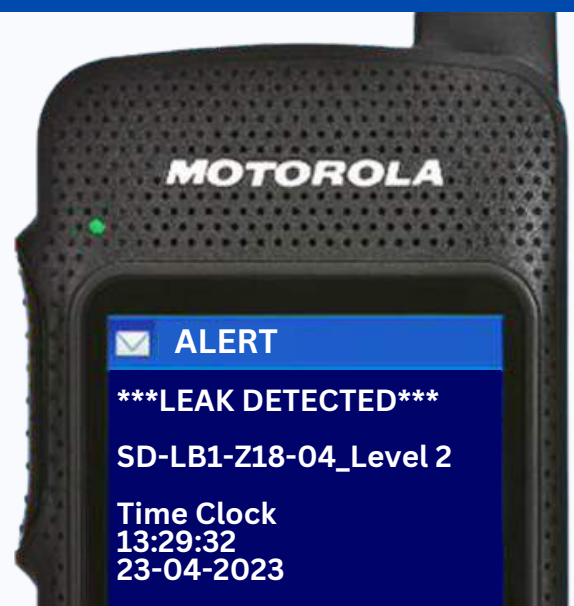 MOTOROLA
ALERT
***LEAK DETECTED***
SD-LB1-Z18-04_Level 2
Time Clock
13:29:32
23-04-2023